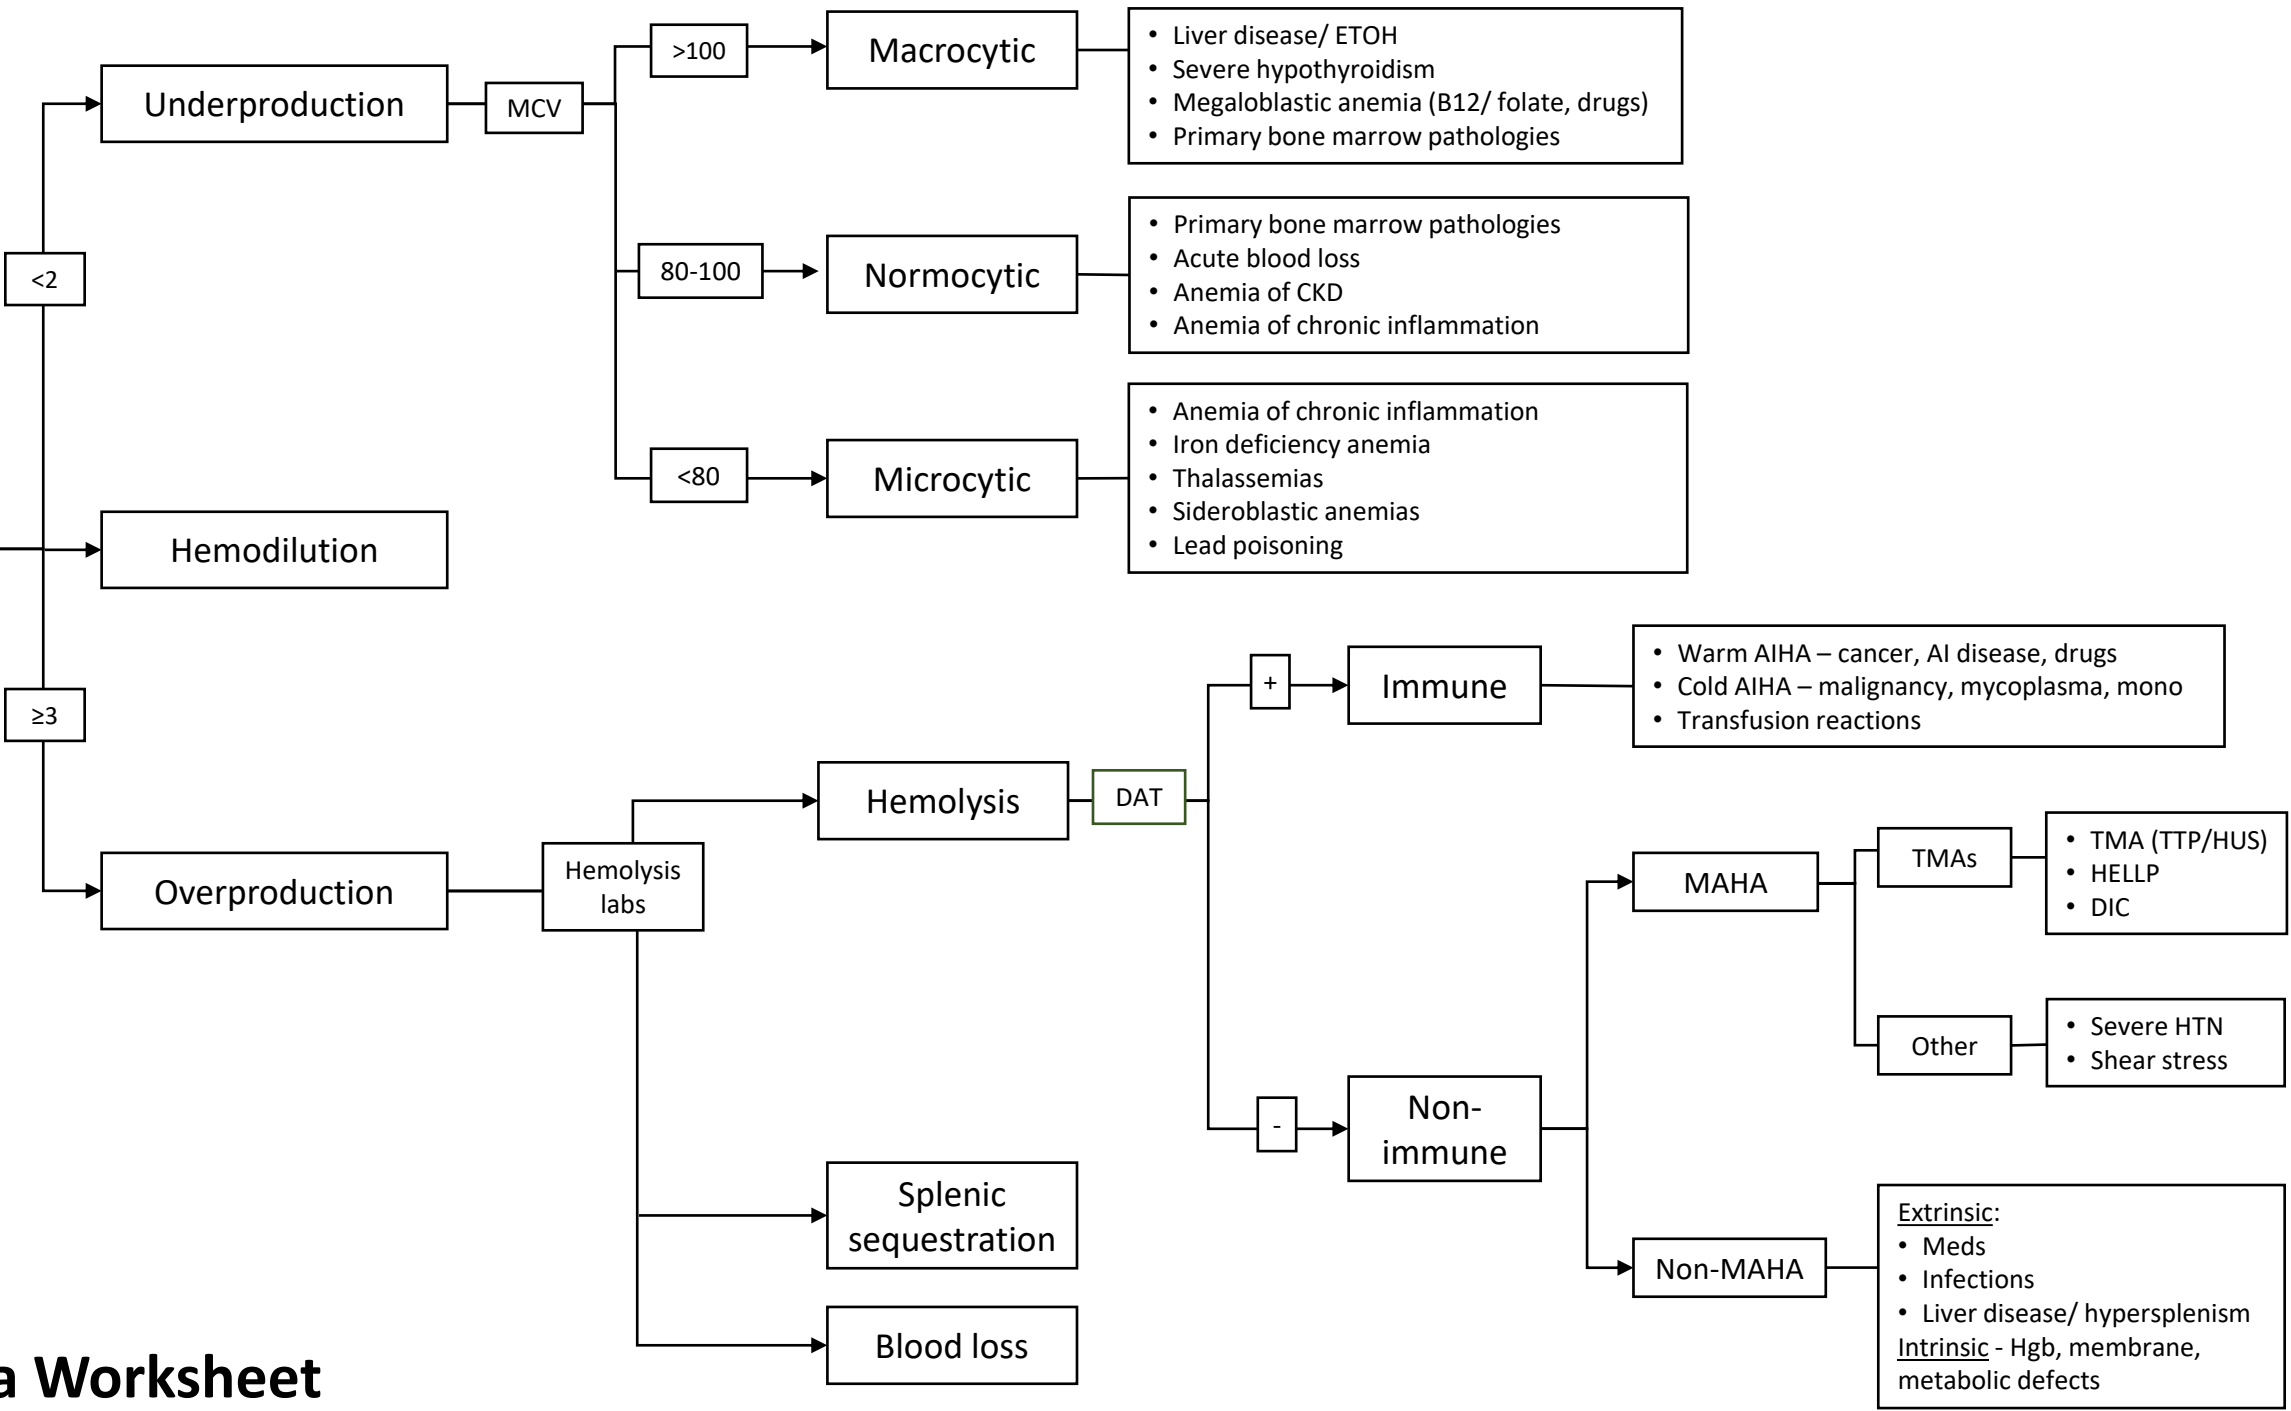 <2
Underproduction
MCV
>100
Macrocytic
• Liver disease/ ETOH
• Severe hypothyroidism
• Megaloblastic anemia (B12/ folate, drugs)
• Primary bone marrow pathologies
80-100
Normocytic
• Primary bone marrow pathologies
• Acute blood loss
• Anemia of CKD
• Anemia of chronic inflammation
<80
Microcytic
• Anemia of chronic inflammation
• Iron deficiency anemia
• Thalassemias
• Sideroblastic anemias
• Lead poisoning
Hemodilution
≥3
Overproduction
Hemolysis
labs
Hemolysis
DAT
+
Immune
• Warm AIHA – cancer, AI disease, drugs
• Cold AIHA – malignancy, mycoplasma, mono
• Transfusion reactions
-
Non-
immune
MAHA
TMAs
• TMA (TTP/HUS)
• HELLP
• DIC
Other
• Severe HTN
• Shear stress
Non-MAHA
Extrinsic:
• Meds
• Infections
• Liver disease/ hypersplenism
Intrinsic - Hgb, membrane,
metabolic defects
Splenic
sequestration
Blood loss
a Worksheet